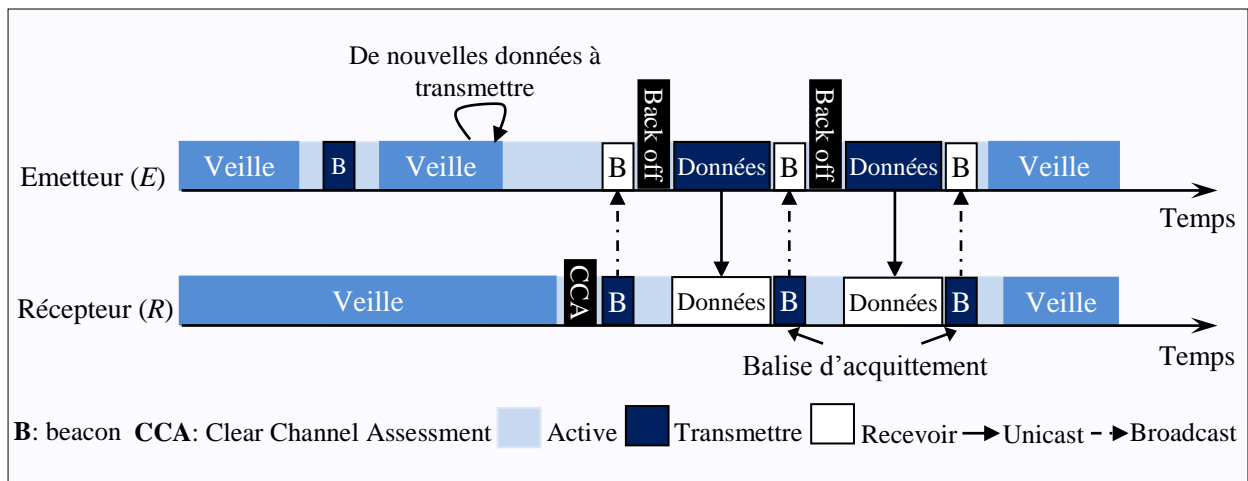 De nouvelles données à
transmettre
Back off
Back off
Emetteur (E)
Veille
B
Veille
B
Données
B
Données
B
Veille
Temps
Récepteur (R)
Veille
CCA
B
Données
B
Données
B
Veille
Temps
Balise d'acquittement
B: beacon CCA: Clear Channel Assessment Active Transmettre Recevoir Unicast Broadcast